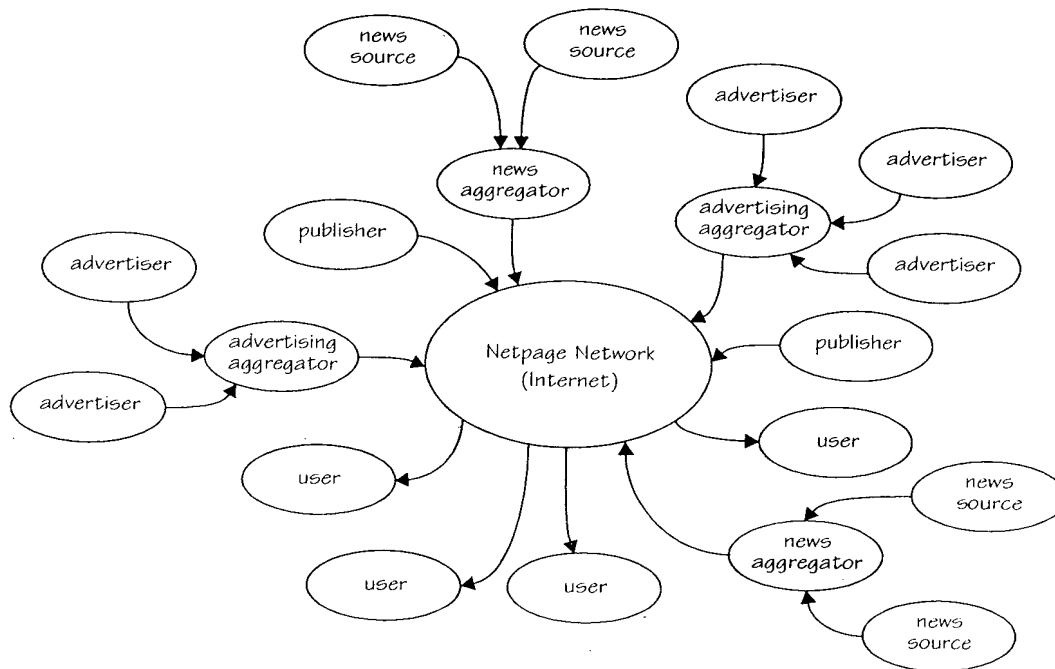 news
source
news
source
advertiser
advertiser
news
aggregator
advertising
aggregator
publisher
advertiser
advertiser
advertising
aggregator
Netpage Network
(Internet)
publisher
advertiser
user
user
news
source
news
aggregator
user
user
news
source